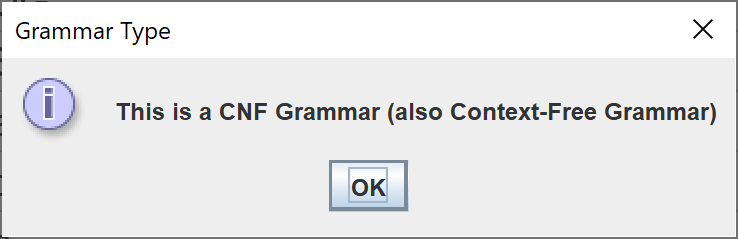 Grammar Type
This is a CNF Grammar (also Context-Free Grammar)
OK